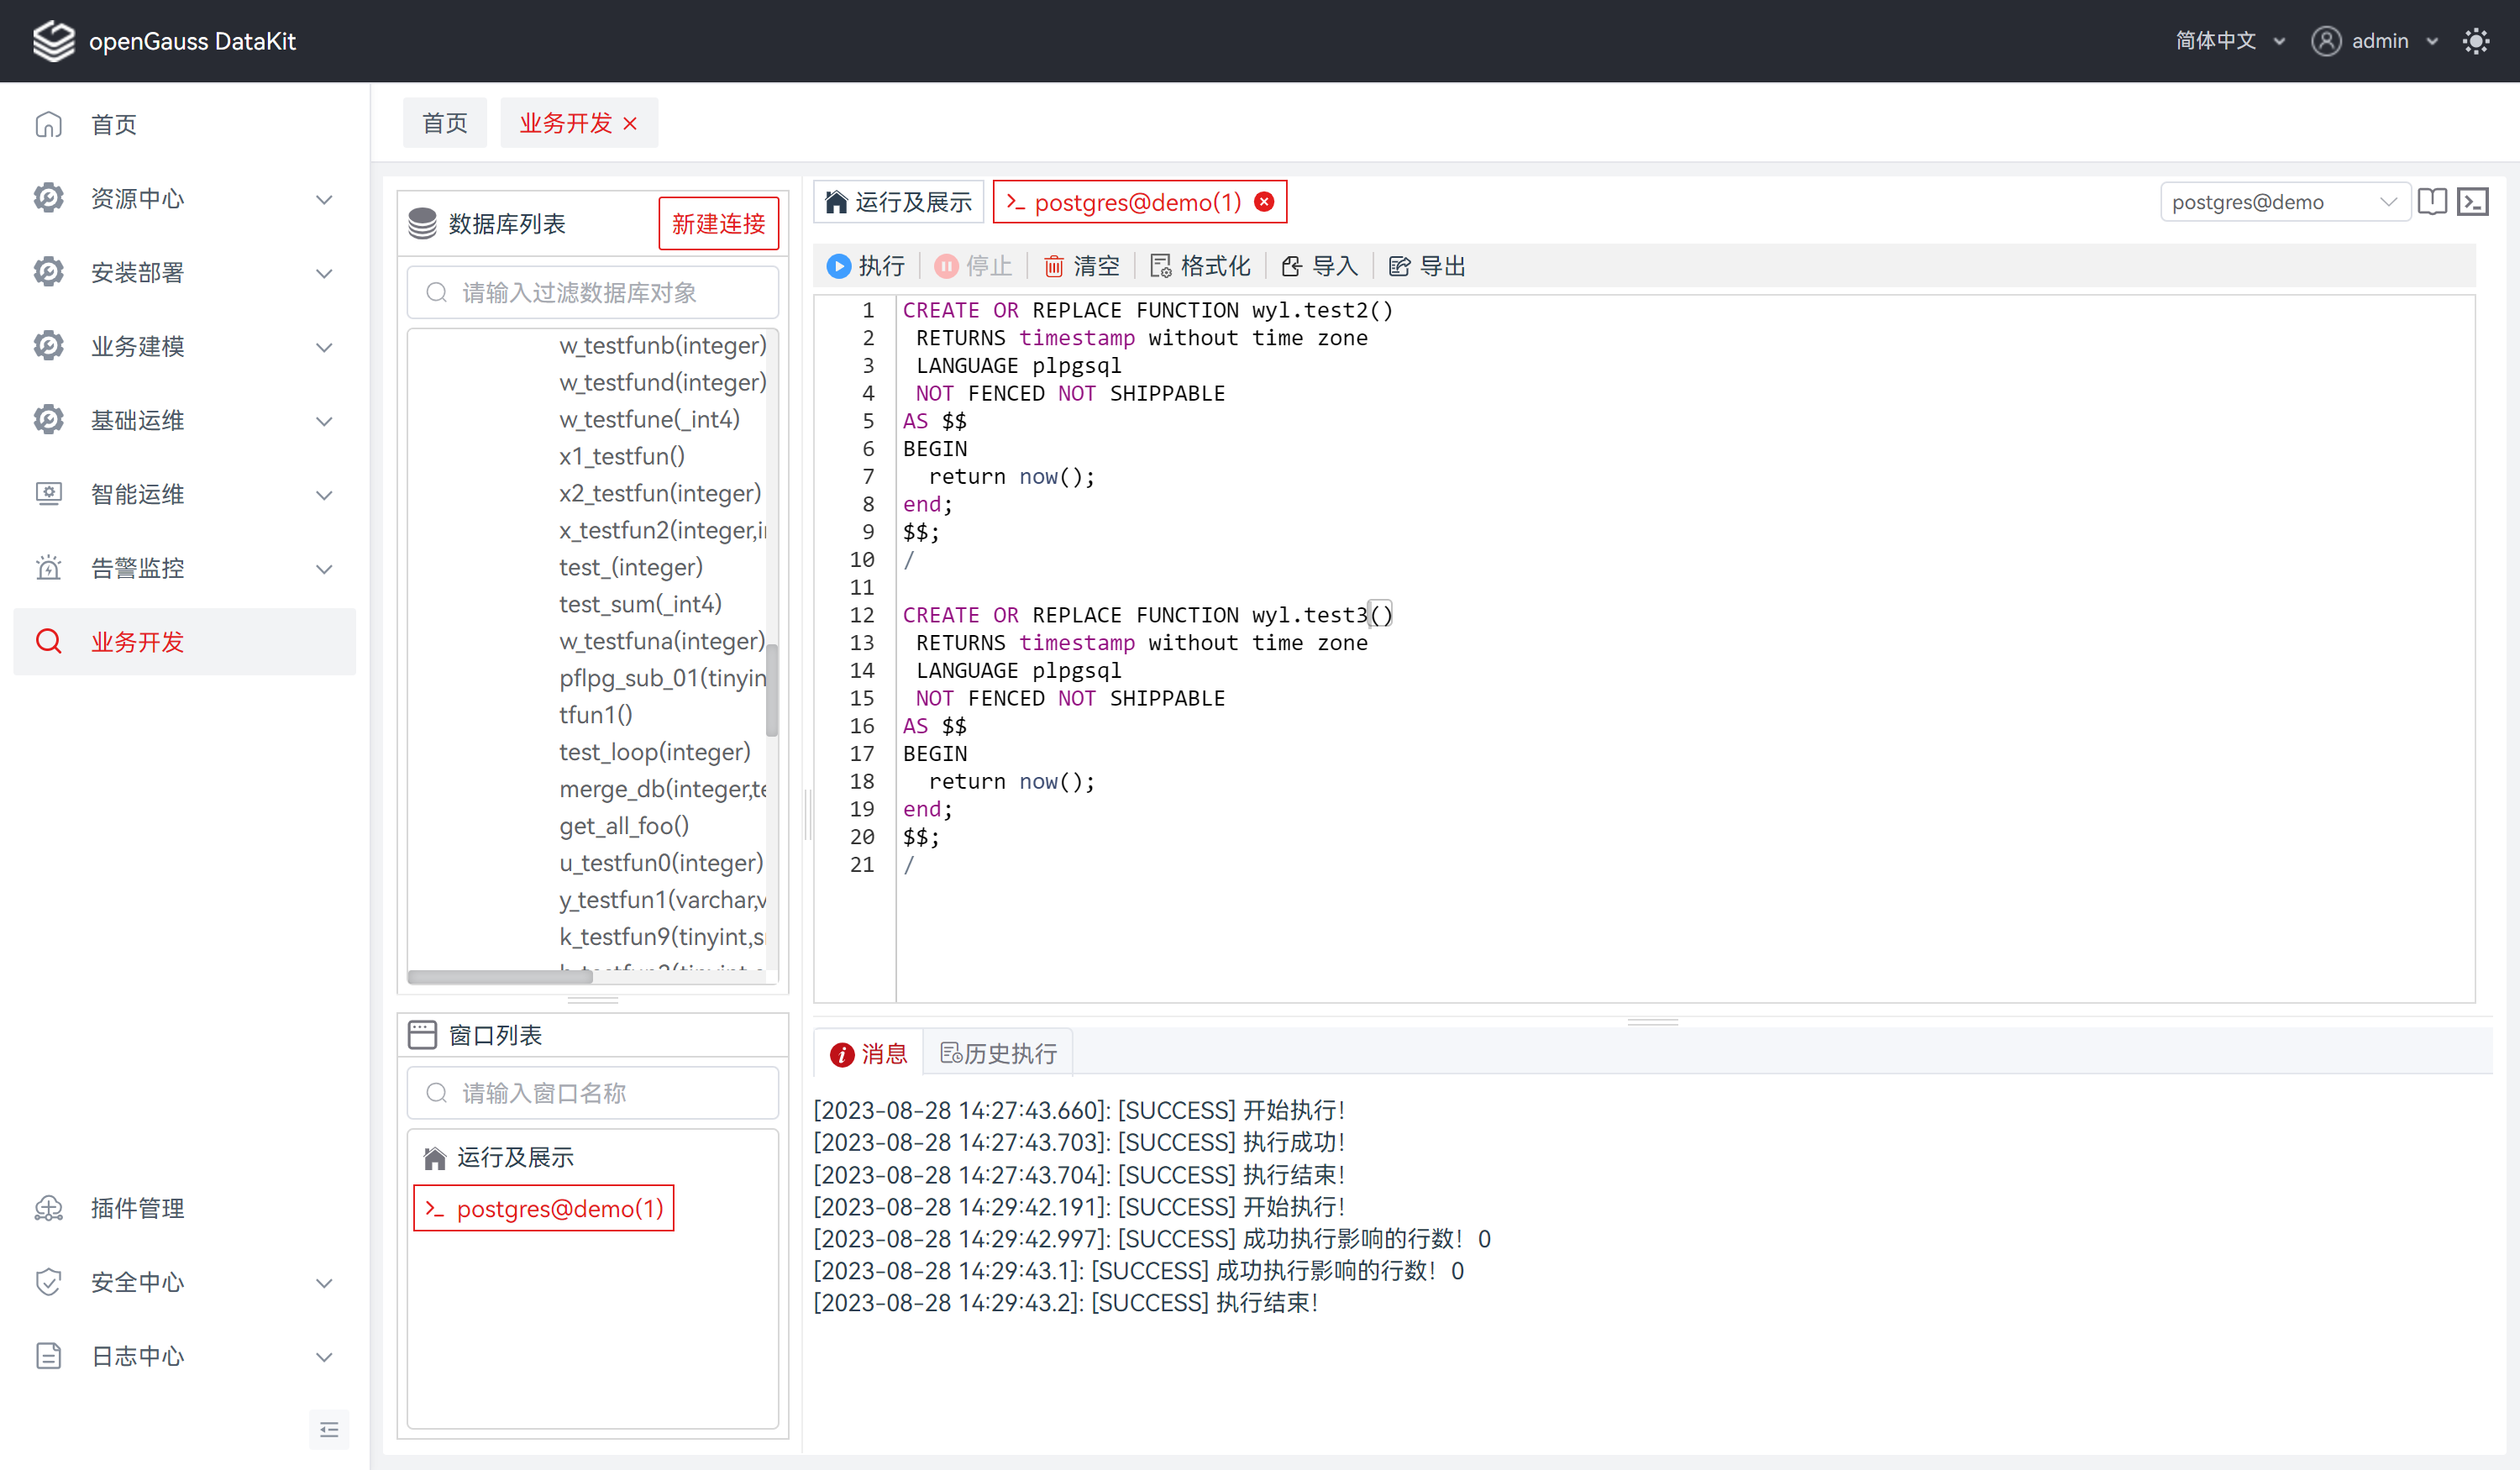 openGauss DataKit
简体中文
admin
首页
资源中心
安装部署
业务建模
基础运维
智能运维
告警监控
业务开发
插件管理
安全中心
日志中心
首页
业务开发
数据库列表
新建连接
请输入过滤数据库对象
w_testfunb(integer)
w_testfund(integer)
w_testfune(_int4)
x1_testfun()
x2_testfun(integer)
x_testfun2(integer,i
test_(integer)
test_sum(_int4)
w_testfuna(integer)
pflpg_sub_01(tinyin
tfun1()
test_loop(integer)
merge_db(integer,te
get_all_foo()
u_testfun0(integer)
y_testfun1(varchar,v
k_testfun9(tinyint,s
窗口列表
请输入窗口名称
运行及展示
>_ postgres@demo(1)
运行及展示
>_ postgres@demo(1)
postgres@demo
执行
停止
清空
格式化
导入
导出
1 CREATE OR REPLACE FUNCTION wyl.test2()
2 RETURNS timestamp without time zone
3 LANGUAGE plpgsql
4 NOT FENCED NOT SHIPPABLE
5 AS $$
6 BEGIN
7 return now();
8 end;
9 $$;
10 /
11
12 CREATE OR REPLACE FUNCTION wyl.test3()
13 RETURNS timestamp without time zone
14 LANGUAGE plpgsql
15 NOT FENCED NOT SHIPPABLE
16 AS $$
17 BEGIN
18 return now();
19 end;
20 $$;
21 /
消息
历史执行
[2023-08-28 14:27:43.660]: [SUCCESS] 开始执行！
[2023-08-28 14:27:43.703]: [SUCCESS] 执行成功！
[2023-08-28 14:27:43.704]: [SUCCESS] 执行结束！
[2023-08-28 14:29:42.191]: [SUCCESS] 开始执行！
[2023-08-28 14:29:42.997]: [SUCCESS] 成功执行影响的行数！0
[2023-08-28 14:29:43.1]: [SUCCESS] 成功执行影响的行数！0
[2023-08-28 14:29:43.2]: [SUCCESS] 执行结束！